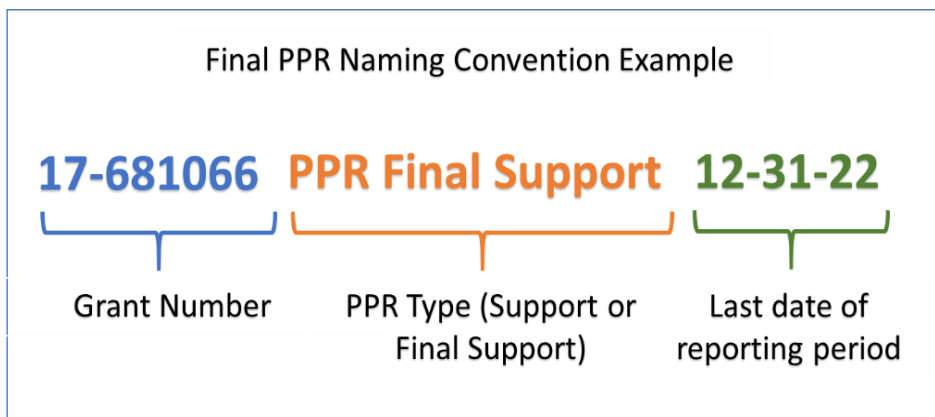 Final PPR Naming Convention Example
17-681066 PPR Final Support 12-31-22
Grant Number
PPR Type (Support or
Final Support)
Last date of
reporting period